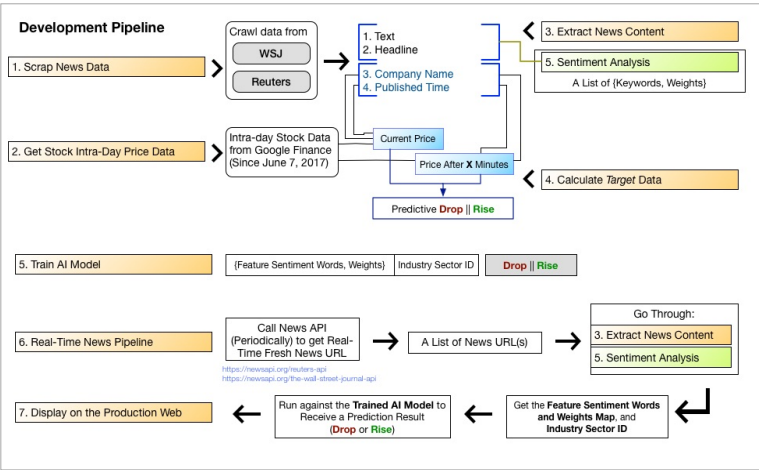 Development Pipeline
1. Scrap News Data
Crawl data from
WSJ
Reuters
1. Text
2. Headline
3. Company Name
4. Published Time
3. Extract News Content
5. Sentiment Analysis
A List of {Keywords, Weights}
2. Get Stock Intra-Day Price Data
Intra-day Stock Data
from Google Finance
(Since June 7, 2017)
Current Price
Price After X Minutes
4. Calculate Target Data
Predictive Drop || Rise
5. Train AI Model
{Feature Sentiment Words, Weights}
Industry Sector ID
Drop || Rise
6. Real-Time News Pipeline
Call News API
(Periodically) to get Real-
Time Fresh News URL
https://newsapi.org/reuters-api
https://newsapi.org/the-wall-street-journal-api
A List of News URL(s)
Go Through:
3. Extract News Content
5. Sentiment Analysis
7. Display on the Production Web
Run against the Trained AI Model to
Receive a Prediction Result
(Drop or Rise)
Get the Feature Sentiment Words
and Weights Map, and
Industry Sector ID